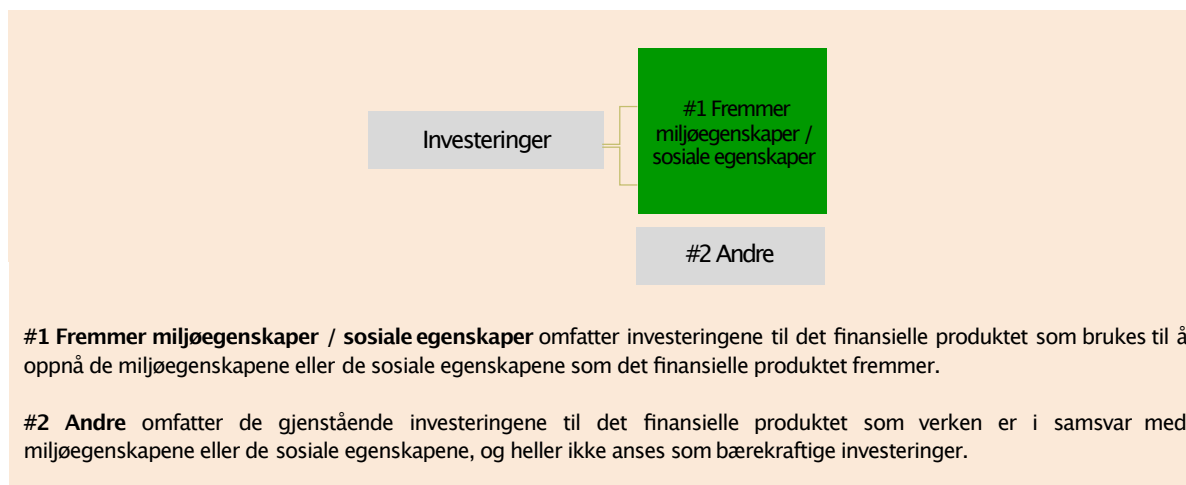 Investeringer
#1 Fremmer
miljøegenskaper /
sosiale egenskaper
#2 Andre
#1 Fremmer miljøegenskaper / sosiale egenskaper omfatter investeringene til det finansielle produktet som brukes til å
oppnå de miljøegenskapene eller de sosiale egenskapene som det finansielle produktet fremmer.
#2 Andre omfatter de gjenstående investeringene til det finansielle produktet som verken er i samsvar med
miljøegenskapene eller de sosiale egenskapene, og heller ikke anses som bærekraftige investeringer.